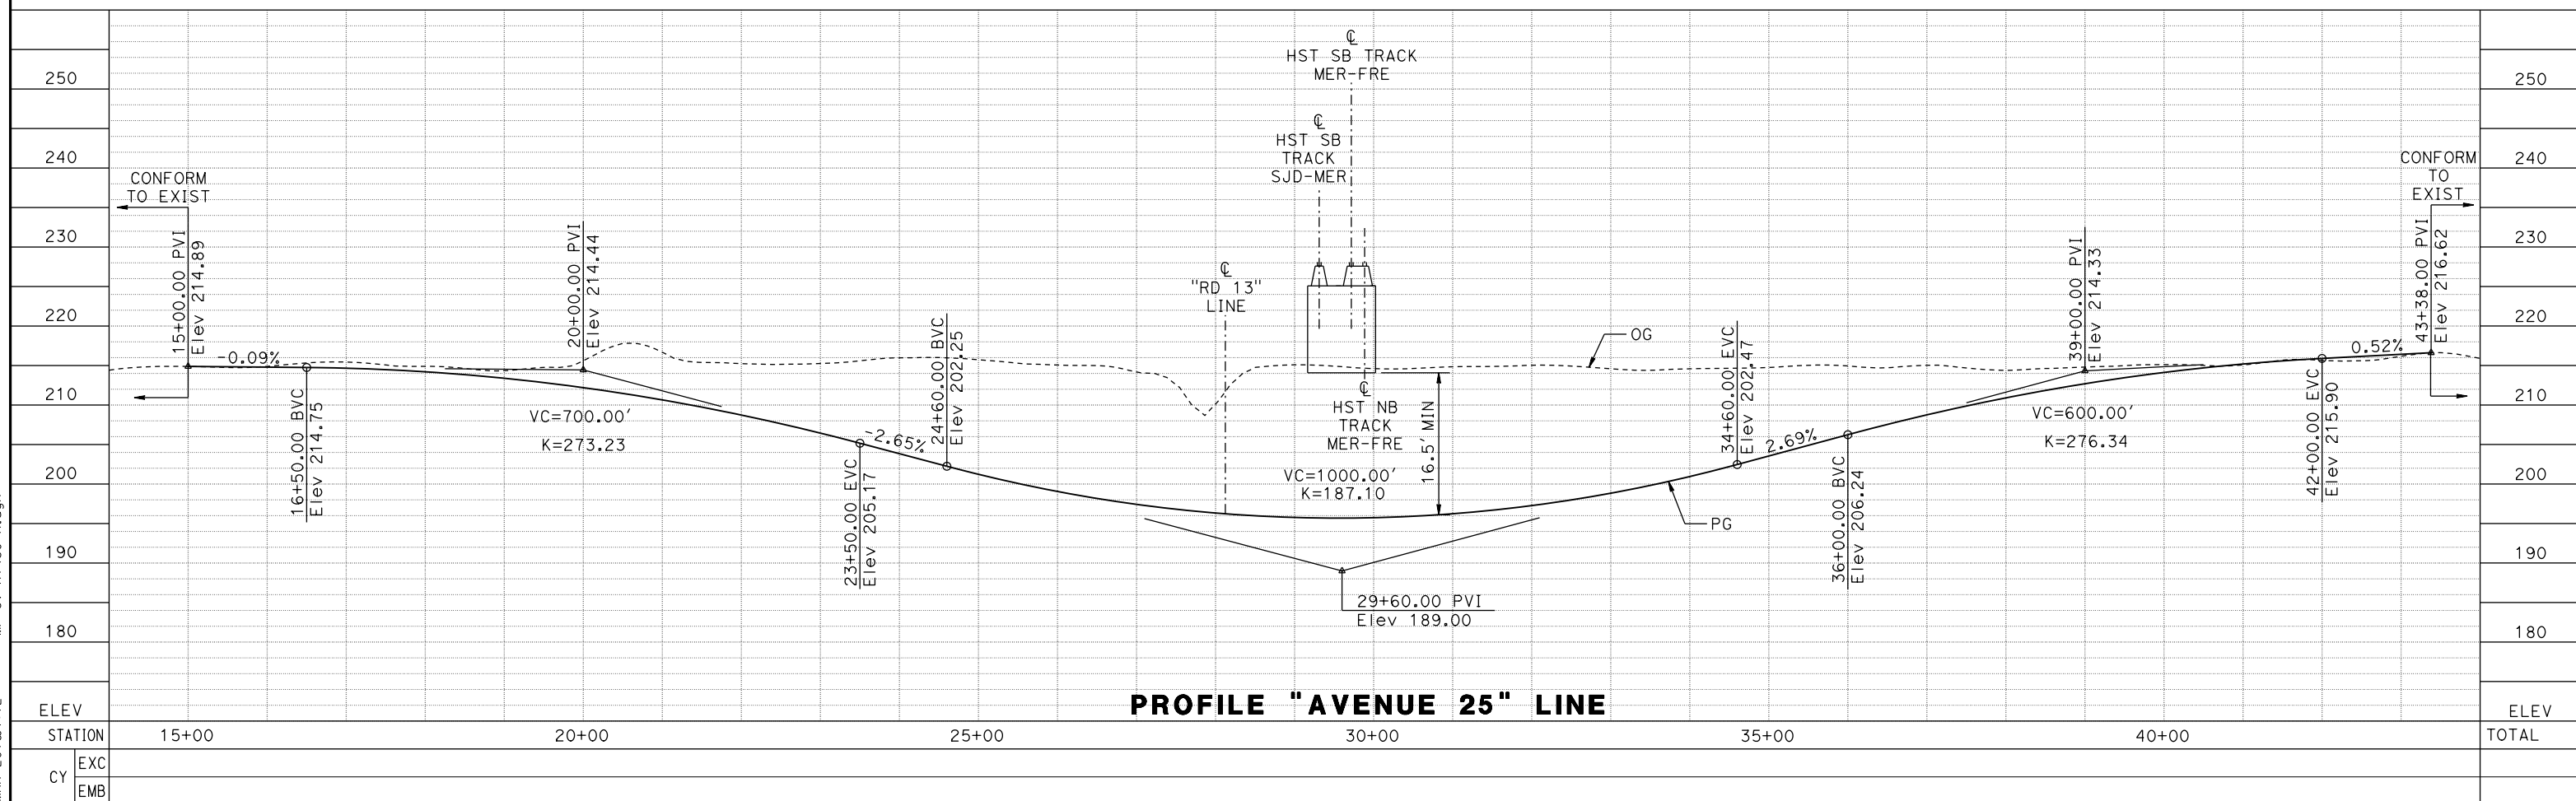 ℄
HST SB TRACK
MER-FRE
℄
HST SB
TRACK
SJD-MER
250
250
240
240
230
230
220
220
210
210
200
200
190
190
180
180
ELEV
ELEV
CONFORM
TO EXIST
CONFORM
TO
EXIST
15+00.00 PVI
Elev 214.89
-0.09%
16+50.00 BVC
Elev 214.75
20+00.00 PVI
Elev 214.44
VC=700.00'
K=273.23
23+50.00 EVC
Elev 205.17
-2.65%
24+60.00 BVC
Elev 202.25
℄
"RD 13"
LINE
℄
HST NB
TRACK
MER-FRE
VC=1000.00'
K=187.10
16.5' MIN
29+60.00 PVI
Elev 189.00
OG
PG
34+60.00 EVC
Elev 202.47
2.69%
36+00.00 BVC
Elev 206.24
39+00.00 PVI
Elev 214.33
VC=600.00'
K=276.34
42+00.00 EVC
Elev 215.90
0.52%
43+38.00 PVI
Elev 216.62
PROFILE "AVENUE 25" LINE
STATION
15+00
20+00
25+00
30+00
35+00
40+00
TOTAL
CY
EXC
EMB